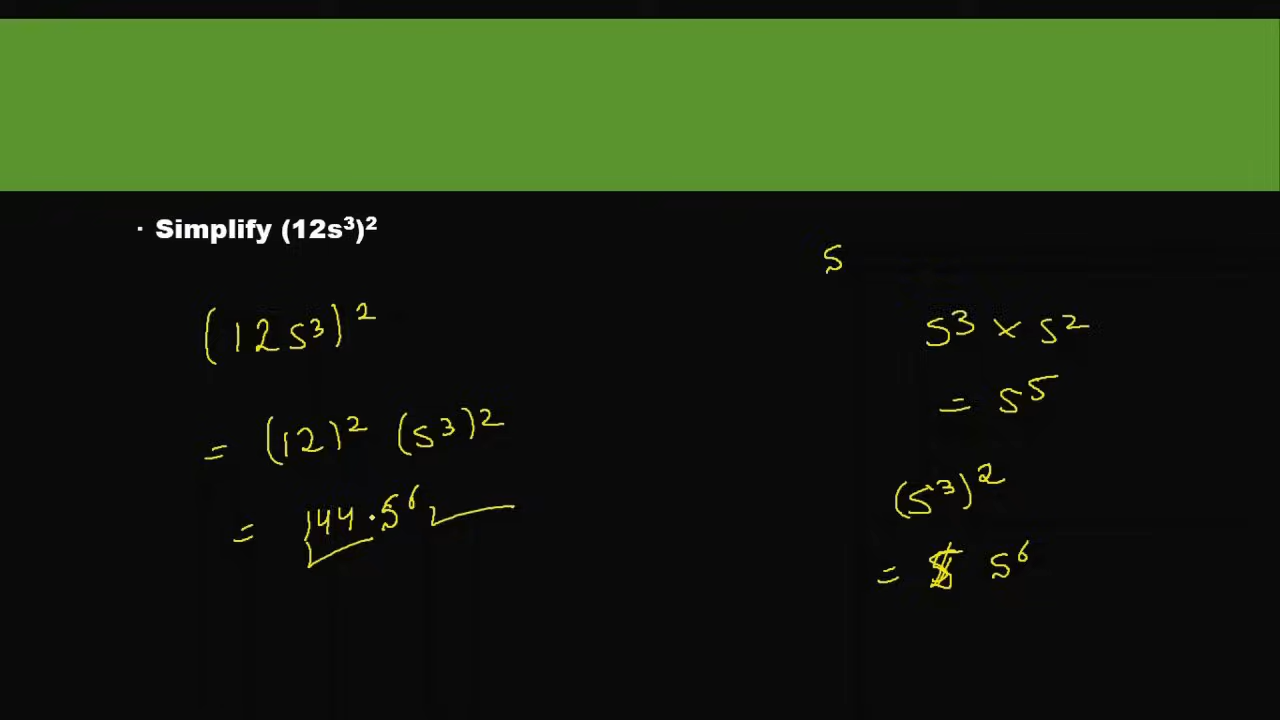 · Simplify (12s³)²
(12s³)²
= (12)² (s³)²
= 144 · s⁶
s
s³ × s²
= s⁵
(s³)²
= s⁶